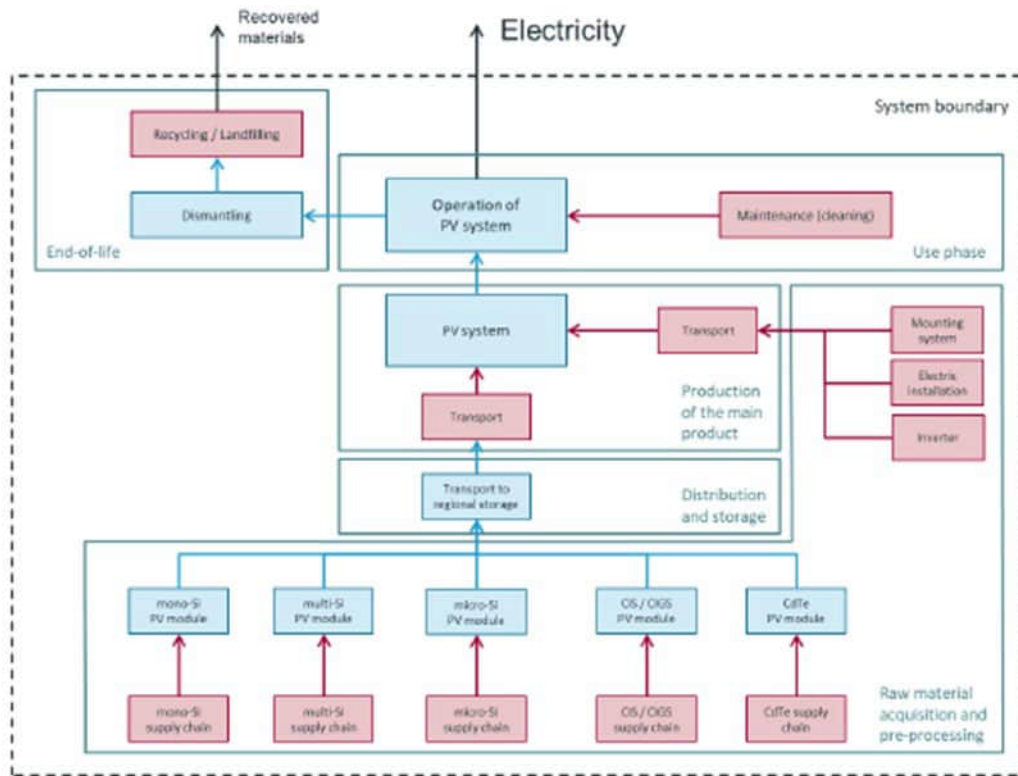 Recovered
materials
Electricity
System boundary
Recycling / Landfilling
Dismantling
End-of-life
Operation of
PV system
Maintenance (cleaning)
Use phase
PV system
Transport
Mounting
system
Electric
installation
Inverter
Transport
Production
of the main
product
Transport to
regional storage
Distribution
and storage
mono-Si
PV module
multi-Si
PV module
micro-Si
PV module
CIS / CIGS
PV module
CdTe
PV module
mono-Si
supply chain
multi-Si
supply chain
micro-Si
supply chain
CIS / CIGS
supply chain
CdTe supply
chain
Raw material
acquisition and
pre-processing